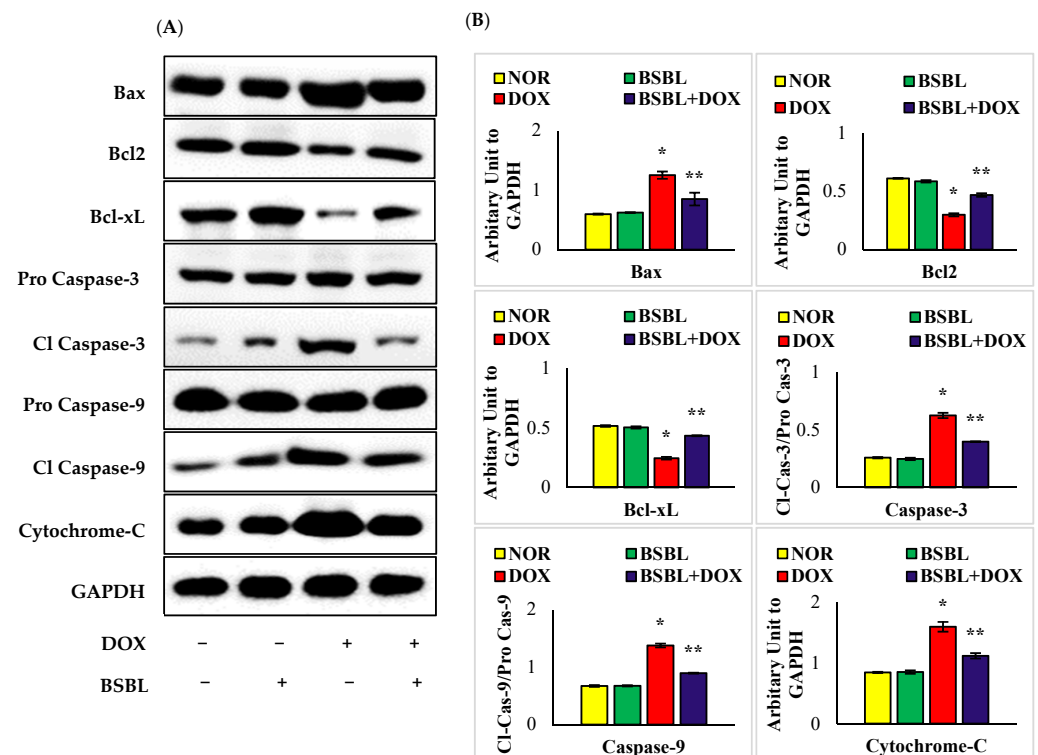 (A)
Bax
Bcl2
Bcl-xL
Pro Caspase-3
Cl Caspase-3
Pro Caspase-9
Cl Caspase-9
Cytochrome-C
GAPDH
DOX − − + +
BSBL − + − +
(B)
NOR BSBL
DOX BSBL+DOX
Arbitary Unit to
GAPDH
2
1
0
*
**
Bax
NOR BSBL
DOX BSBL+DOX
Arbitary Unit to
GAPDH
1
0.5
0
*
**
Bcl2
NOR BSBL
DOX BSBL+DOX
Arbitary Unit to
GAPDH
1
0.5
0
*
**
Bcl-xL
NOR BSBL
DOX BSBL+DOX
Cl-Cas-3/Pro Cas-3
1
0.5
0
*
**
Caspase-3
NOR BSBL
DOX BSBL+DOX
Cl-Cas-9/Pro Cas-9
2
1
0
*
**
Caspase-9
NOR BSBL
DOX BSBL+DOX
Arbitary Unit to
GAPDH
2
1
0
*
**
Cytochrome-C